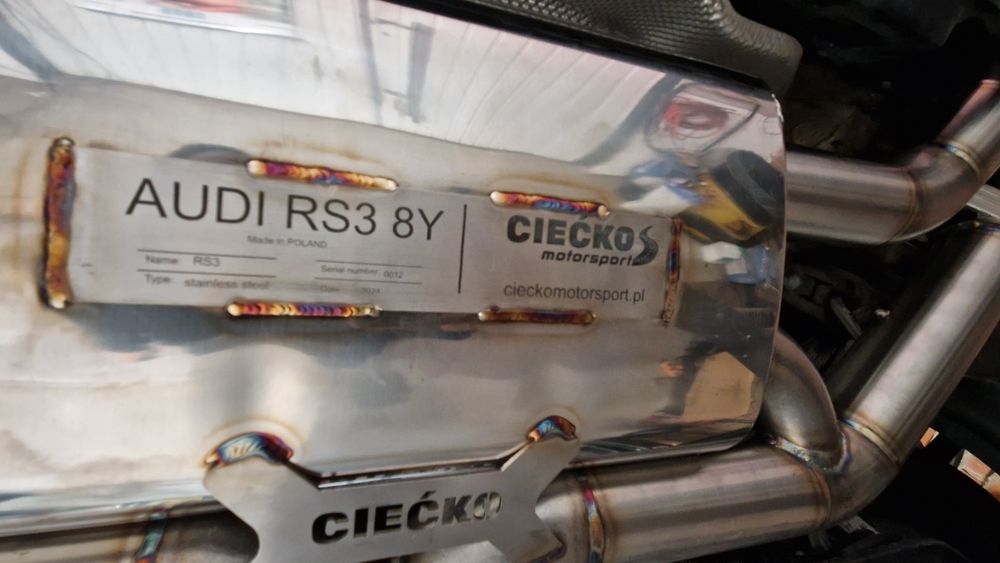 AUDI RS3 8Y
Made in POLAND
Name: RS3
Serial number 0012
Type: stainless steel
Date 2024
CIEĆKO
motorsport
cieckomotorsport.pl
CIEĆKO